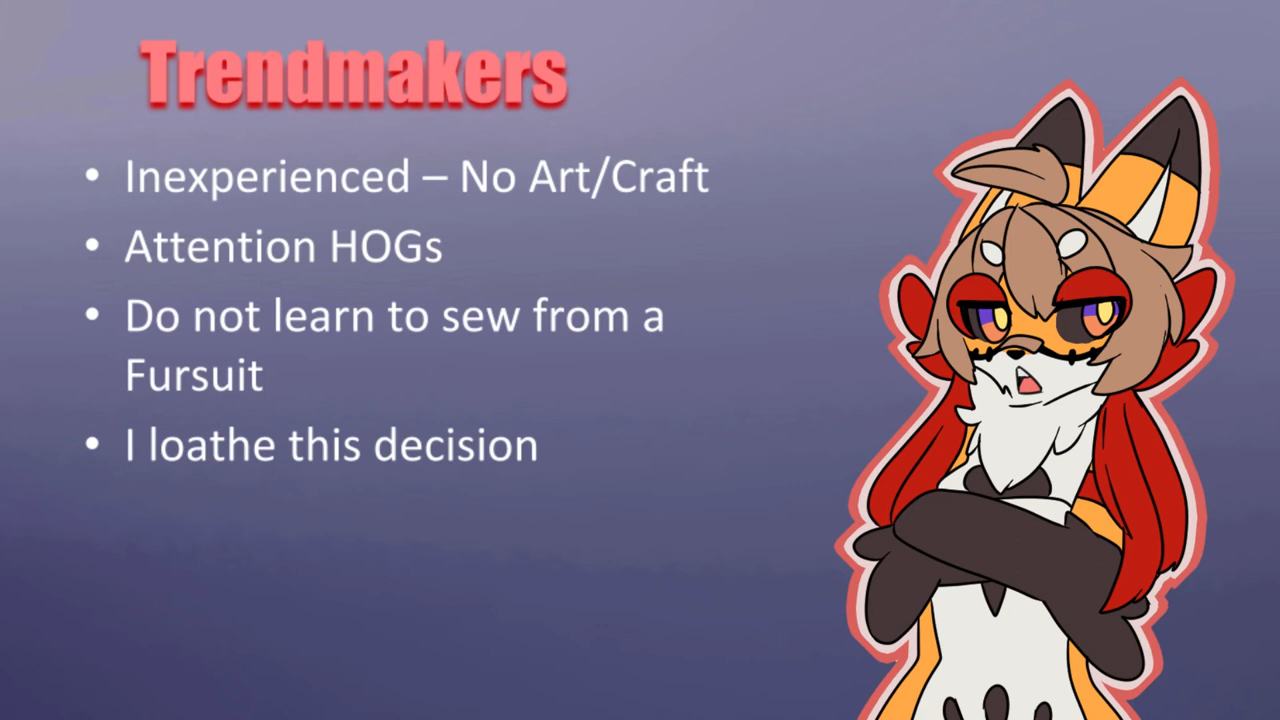 Trendmakers
• Inexperienced – No Art/Craft
• Attention HOGs
• Do not learn to sew from a
Fursuit
• I loathe this decision